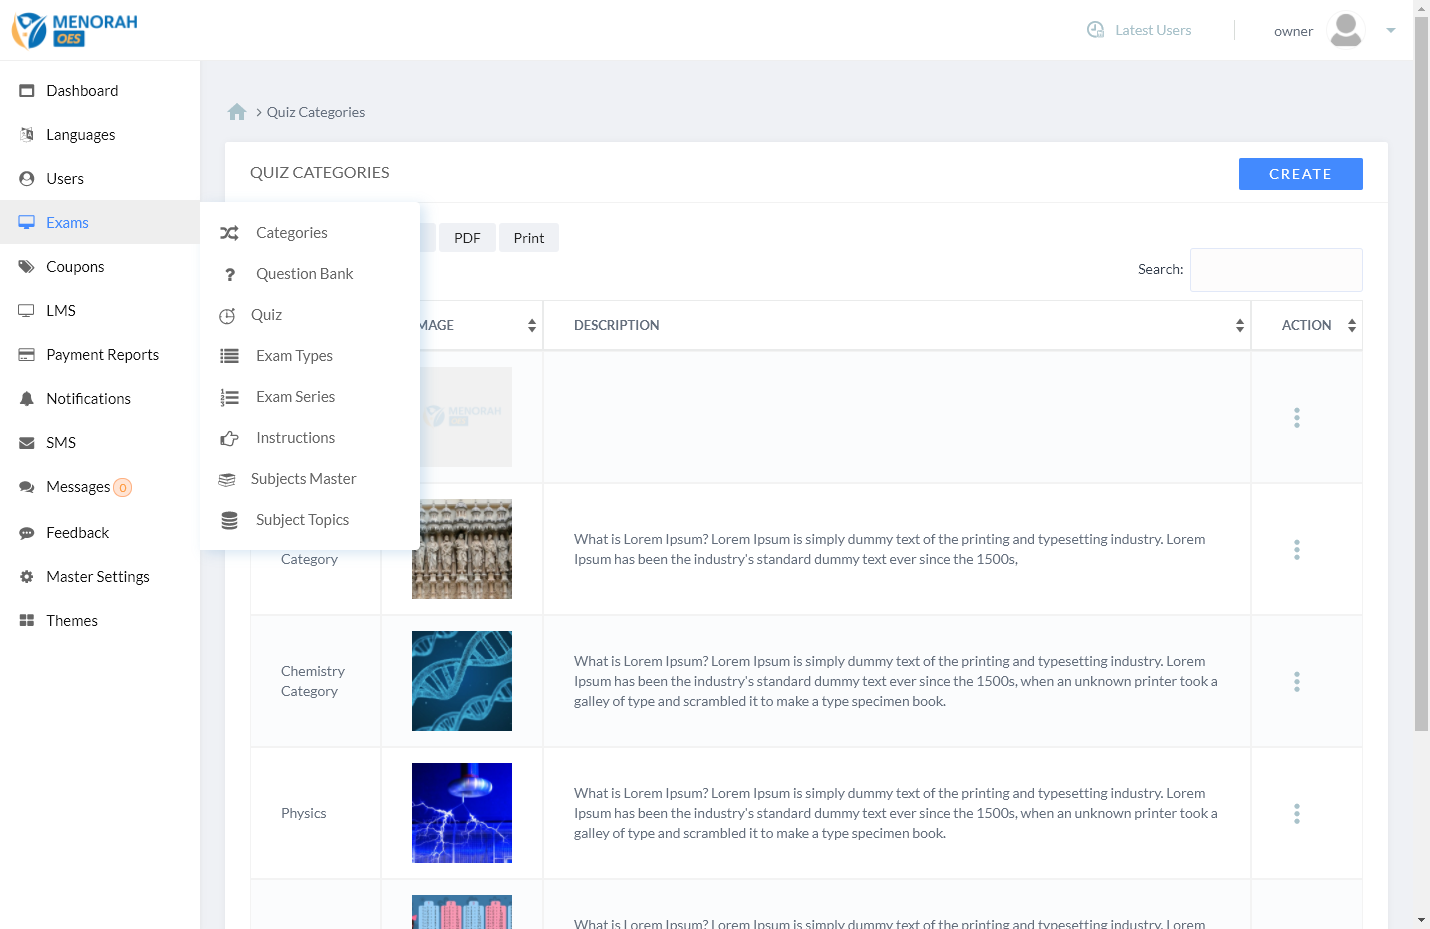 MENORAH
OES
Latest Users
owner
Dashboard
Languages
Users
Exams
Coupons
LMS
Payment Reports
Notifications
SMS
Messages 0
Feedback
Master Settings
Themes
Quiz Categories
QUIZ CATEGORIES
CREATE
Categories
Question Bank
Quiz
Exam Types
Exam Series
Instructions
Subjects Master
Subject Topics
PDF
Print
Search:
MAGE
DESCRIPTION
ACTION
MENORAH
OES
Category
What is Lorem Ipsum? Lorem Ipsum is simply dummy text of the printing and typesetting industry. Lorem
Ipsum has been the industry's standard dummy text ever since the 1500s,
Chemistry
Category
What is Lorem Ipsum? Lorem Ipsum is simply dummy text of the printing and typesetting industry. Lorem
Ipsum has been the industry's standard dummy text ever since the 1500s, when an unknown printer took a
galley of type and scrambled it to make a type specimen book.
Physics
What is Lorem Ipsum? Lorem Ipsum is simply dummy text of the printing and typesetting industry. Lorem
Ipsum has been the industry's standard dummy text ever since the 1500s, when an unknown printer took a
galley of type and scrambled it to make a type specimen book.
What is Lorem Ipsum? Lorem Ipsum is simply dummy text of the printing and typesetting industry. Lorem